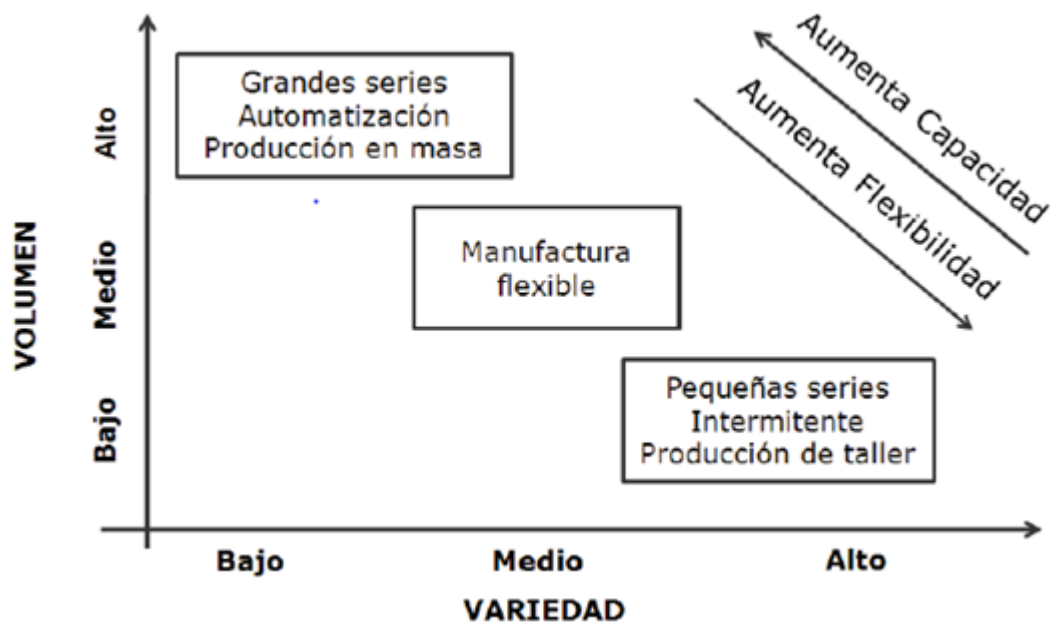 Grandes series
Automatización
Producción en masa
Aumenta Capacidad
Aumenta Flexibilidad
Alto
VOLUMEN
Medio
Manufactura
flexible
Bajo
Pequeñas series
Intermitente
Producción de taller
Bajo
Medio
Alto
VARIEDAD